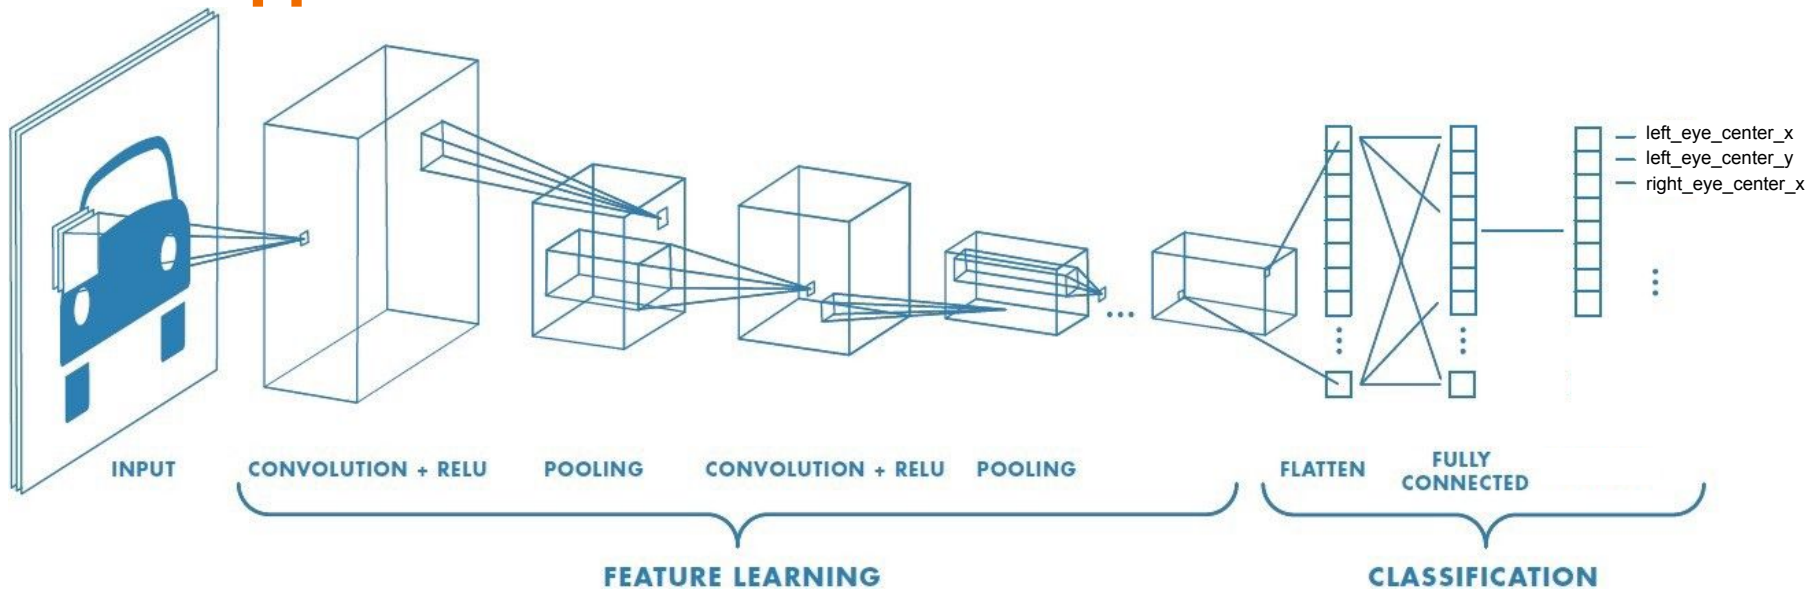 left_eye_center_x
left_eye_center_y
right_eye_center_x
INPUT
CONVOLUTION + RELU
POOLING
CONVOLUTION + RELU
POOLING
FLATTEN
FULLY
CONNECTED
FEATURE LEARNING
CLASSIFICATION